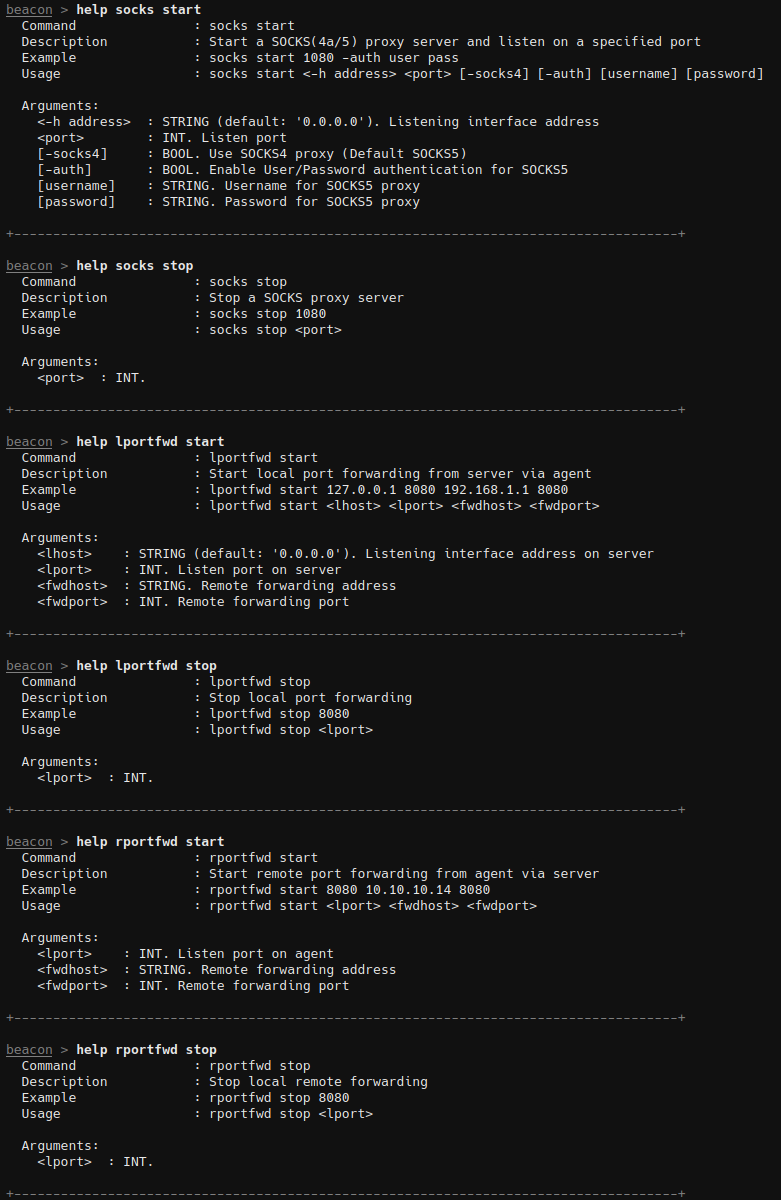 beacon > help socks start
  Command               : socks start
  Description           : Start a SOCKS(4a/5) proxy server and listen on a specified port
  Example               : socks start 1080 -auth user pass
  Usage                 : socks start <-h address> <port> [-socks4] [-auth] [username] [password]

  Arguments:
    <-h address>  : STRING (default: '0.0.0.0'). Listening interface address
    <port>        : INT. Listen port
    [-socks4]     : BOOL. Use SOCKS4 proxy (Default SOCKS5)
    [-auth]       : BOOL. Enable User/Password authentication for SOCKS5
    [username]    : STRING. Username for SOCKS5 proxy
    [password]    : STRING. Password for SOCKS5 proxy

+-------------------------------------------------------------------------------------+

beacon > help socks stop
  Command               : socks stop
  Description           : Stop a SOCKS proxy server
  Example               : socks stop 1080
  Usage                 : socks stop <port>

  Arguments:
    <port>  : INT.

+-------------------------------------------------------------------------------------+

beacon > help lportfwd start
  Command               : lportfwd start
  Description           : Start local port forwarding from server via agent
  Example               : lportfwd start 127.0.0.1 8080 192.168.1.1 8080
  Usage                 : lportfwd start <lhost> <lport> <fwdhost> <fwdport>

  Arguments:
    <lhost>    : STRING (default: '0.0.0.0'). Listening interface address on server
    <lport>    : INT. Listen port on server
    <fwdhost>  : STRING. Remote forwarding address
    <fwdport>  : INT. Remote forwarding port

+-------------------------------------------------------------------------------------+

beacon > help lportfwd stop
  Command               : lportfwd stop
  Description           : Stop local port forwarding
  Example               : lportfwd stop 8080
  Usage                 : lportfwd stop <lport>

  Arguments:
    <lport>  : INT.

+-------------------------------------------------------------------------------------+

beacon > help rportfwd start
  Command               : rportfwd start
  Description           : Start remote port forwarding from agent via server
  Example               : rportfwd start 8080 10.10.10.14 8080
  Usage                 : rportfwd start <lport> <fwdhost> <fwdport>

  Arguments:
    <lport>    : INT. Listen port on agent
    <fwdhost>  : STRING. Remote forwarding address
    <fwdport>  : INT. Remote forwarding port

+-------------------------------------------------------------------------------------+

beacon > help rportfwd stop
  Command               : rportfwd stop
  Description           : Stop local remote forwarding
  Example               : rportfwd stop 8080
  Usage                 : rportfwd stop <lport>

  Arguments:
    <lport>  : INT.

+-------------------------------------------------------------------------------------+